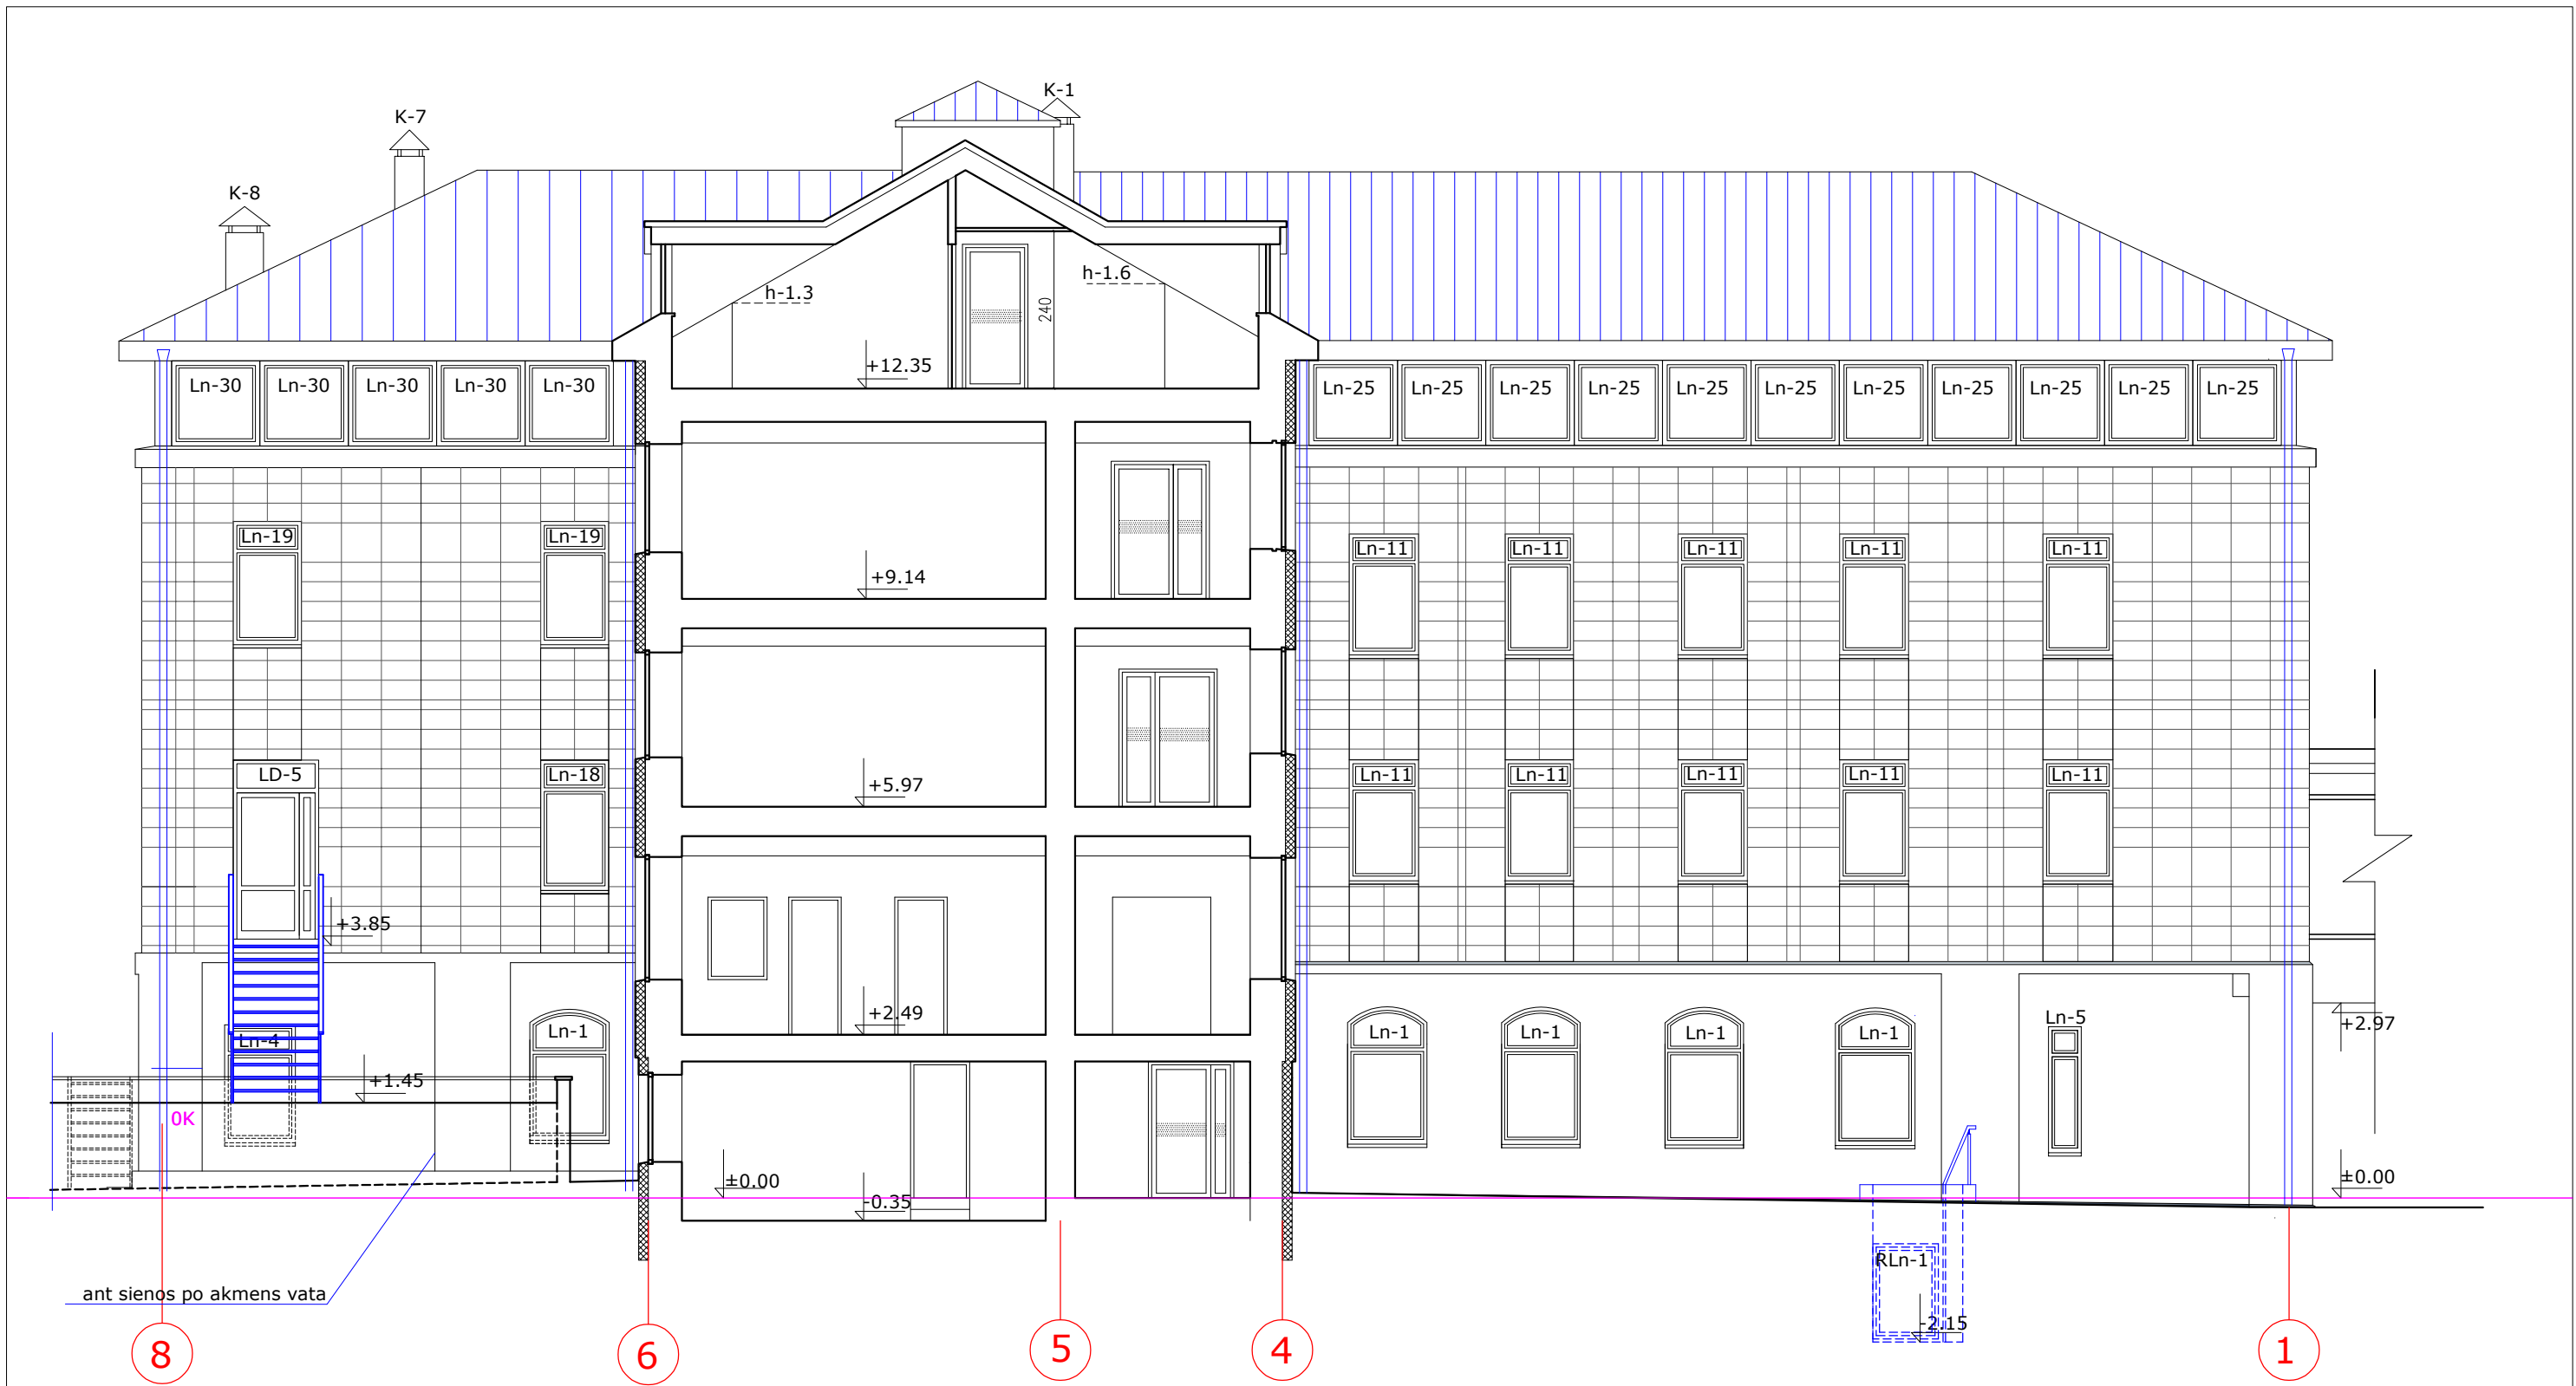 K-1
K-7
K-8
h-1.6
h-1.3
240
+12.35
Ln-30 Ln-30 Ln-30 Ln-30 Ln-30
Ln-25 Ln-25 Ln-25 Ln-25 Ln-25 Ln-25 Ln-25 Ln-25 Ln-25 Ln-25 Ln-25
Ln-19 Ln-19
Ln-11 Ln-11 Ln-11 Ln-11 Ln-11
+9.14
LD-5 Ln-18
Ln-11 Ln-11 Ln-11 Ln-11 Ln-11
+5.97
+3.85
+2.49
Ln-4 Ln-1
Ln-1 Ln-1 Ln-1 Ln-1
Ln-5
+2.97
+1.45
0K
±0.00
±0.00
-0.35
RLn-1
ant sienos po akmens vata
-2.15
8 6 5 4 1